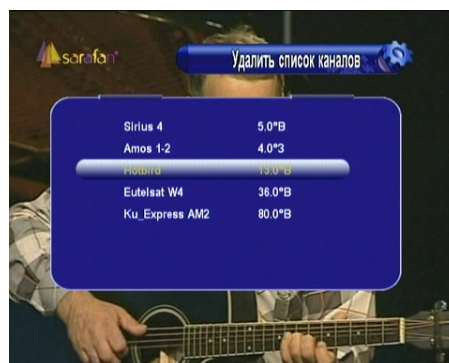 sarafan
Удалить список каналов
Sirius 4 5.0°В
Amos 1-2 4.0°З
Hotbird 13.0°В
Eutelsat W4 36.0°В
Ku_Express AM2 80.0°В